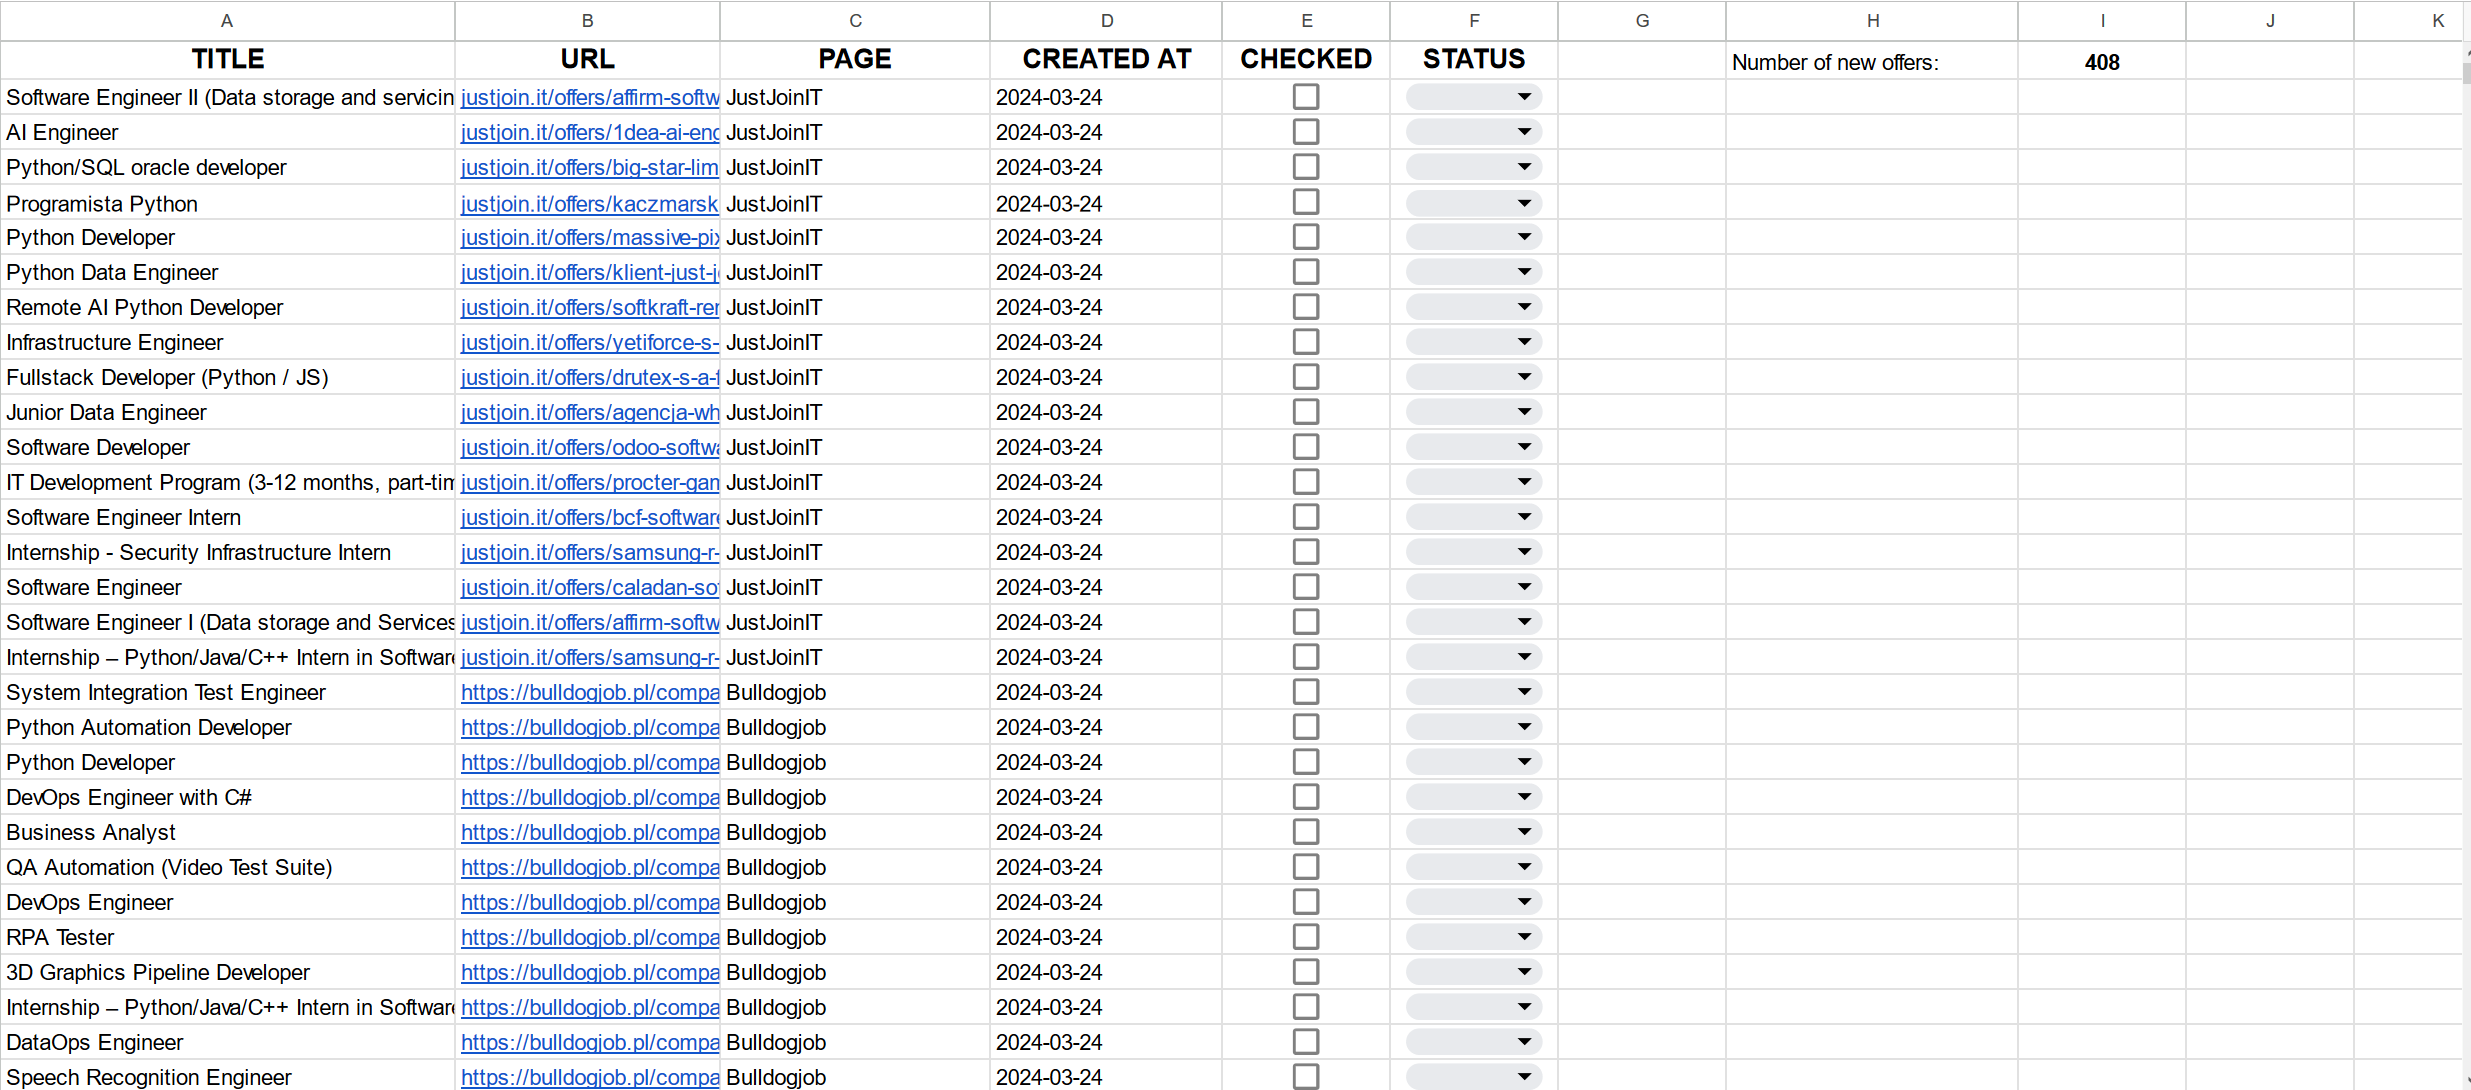 A B C D E F G H I J K
TITLE URL PAGE CREATED AT CHECKED STATUS Number of new offers: 408
Software Engineer II (Data storage and servicin justjoin.it/offers/affirm-softw JustJoinIT 2024-03-24
AI Engineer justjoin.it/offers/1dea-ai-eng JustJoinIT 2024-03-24
Python/SQL oracle developer justjoin.it/offers/big-star-lim JustJoinIT 2024-03-24
Programista Python justjoin.it/offers/kaczmarsk JustJoinIT 2024-03-24
Python Developer justjoin.it/offers/massive-pix JustJoinIT 2024-03-24
Python Data Engineer justjoin.it/offers/klient-just-j JustJoinIT 2024-03-24
Remote AI Python Developer justjoin.it/offers/softkraft-rem JustJoinIT 2024-03-24
Infrastructure Engineer justjoin.it/offers/yetiforce-s- JustJoinIT 2024-03-24
Fullstack Developer (Python / JS) justjoin.it/offers/drutex-s-a-f JustJoinIT 2024-03-24
Junior Data Engineer justjoin.it/offers/agencja-wh JustJoinIT 2024-03-24
Software Developer justjoin.it/offers/odoo-softwa JustJoinIT 2024-03-24
IT Development Program (3-12 months, part-tim justjoin.it/offers/procter-gam JustJoinIT 2024-03-24
Software Engineer Intern justjoin.it/offers/bcf-software JustJoinIT 2024-03-24
Internship - Security Infrastructure Intern justjoin.it/offers/samsung-r- JustJoinIT 2024-03-24
Software Engineer justjoin.it/offers/caladan-sof JustJoinIT 2024-03-24
Software Engineer I (Data storage and Services justjoin.it/offers/affirm-softw JustJoinIT 2024-03-24
Internship – Python/Java/C++ Intern in Software justjoin.it/offers/samsung-r- JustJoinIT 2024-03-24
System Integration Test Engineer https://bulldogjob.pl/compa Bulldogjob 2024-03-24
Python Automation Developer https://bulldogjob.pl/compa Bulldogjob 2024-03-24
Python Developer https://bulldogjob.pl/compa Bulldogjob 2024-03-24
DevOps Engineer with C# https://bulldogjob.pl/compa Bulldogjob 2024-03-24
Business Analyst https://bulldogjob.pl/compa Bulldogjob 2024-03-24
QA Automation (Video Test Suite) https://bulldogjob.pl/compa Bulldogjob 2024-03-24
DevOps Engineer https://bulldogjob.pl/compa Bulldogjob 2024-03-24
RPA Tester https://bulldogjob.pl/compa Bulldogjob 2024-03-24
3D Graphics Pipeline Developer https://bulldogjob.pl/compa Bulldogjob 2024-03-24
Internship – Python/Java/C++ Intern in Software https://bulldogjob.pl/compa Bulldogjob 2024-03-24
DataOps Engineer https://bulldogjob.pl/compa Bulldogjob 2024-03-24
Speech Recognition Engineer https://bulldogjob.pl/compa Bulldogjob 2024-03-24